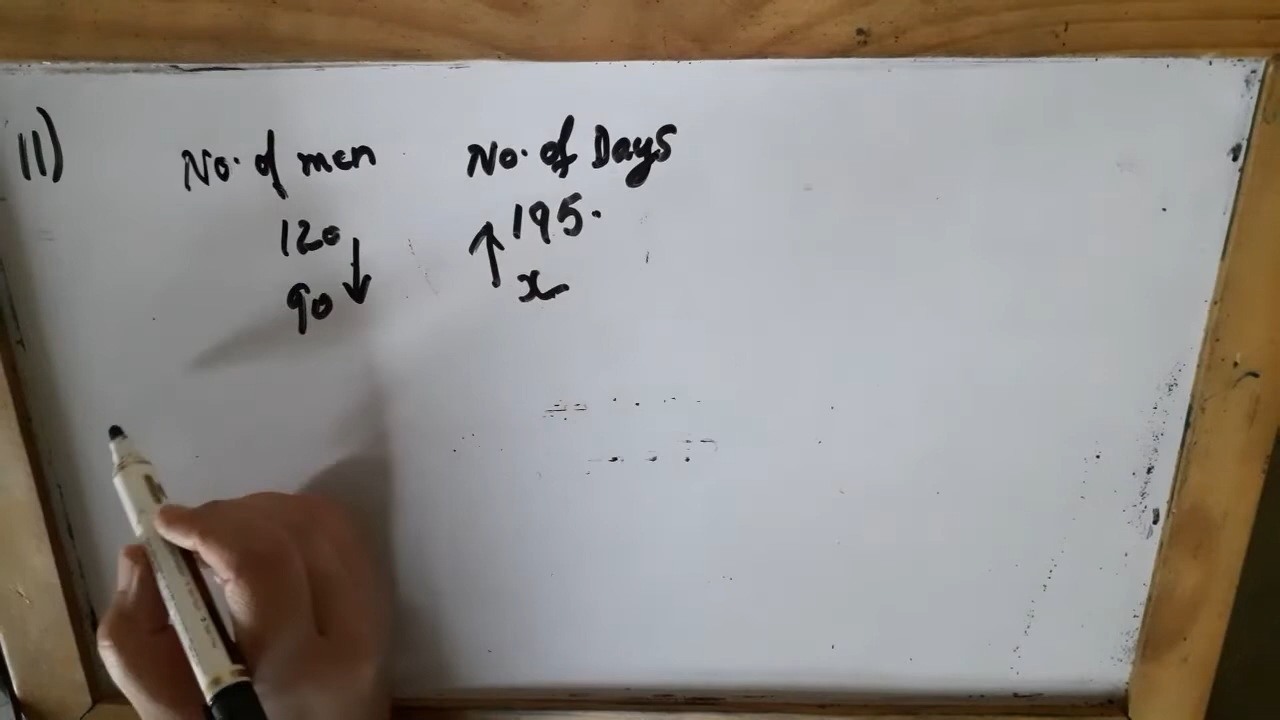 11) No. of men No. of Days
120 ↓ ↑ 195.
90 x